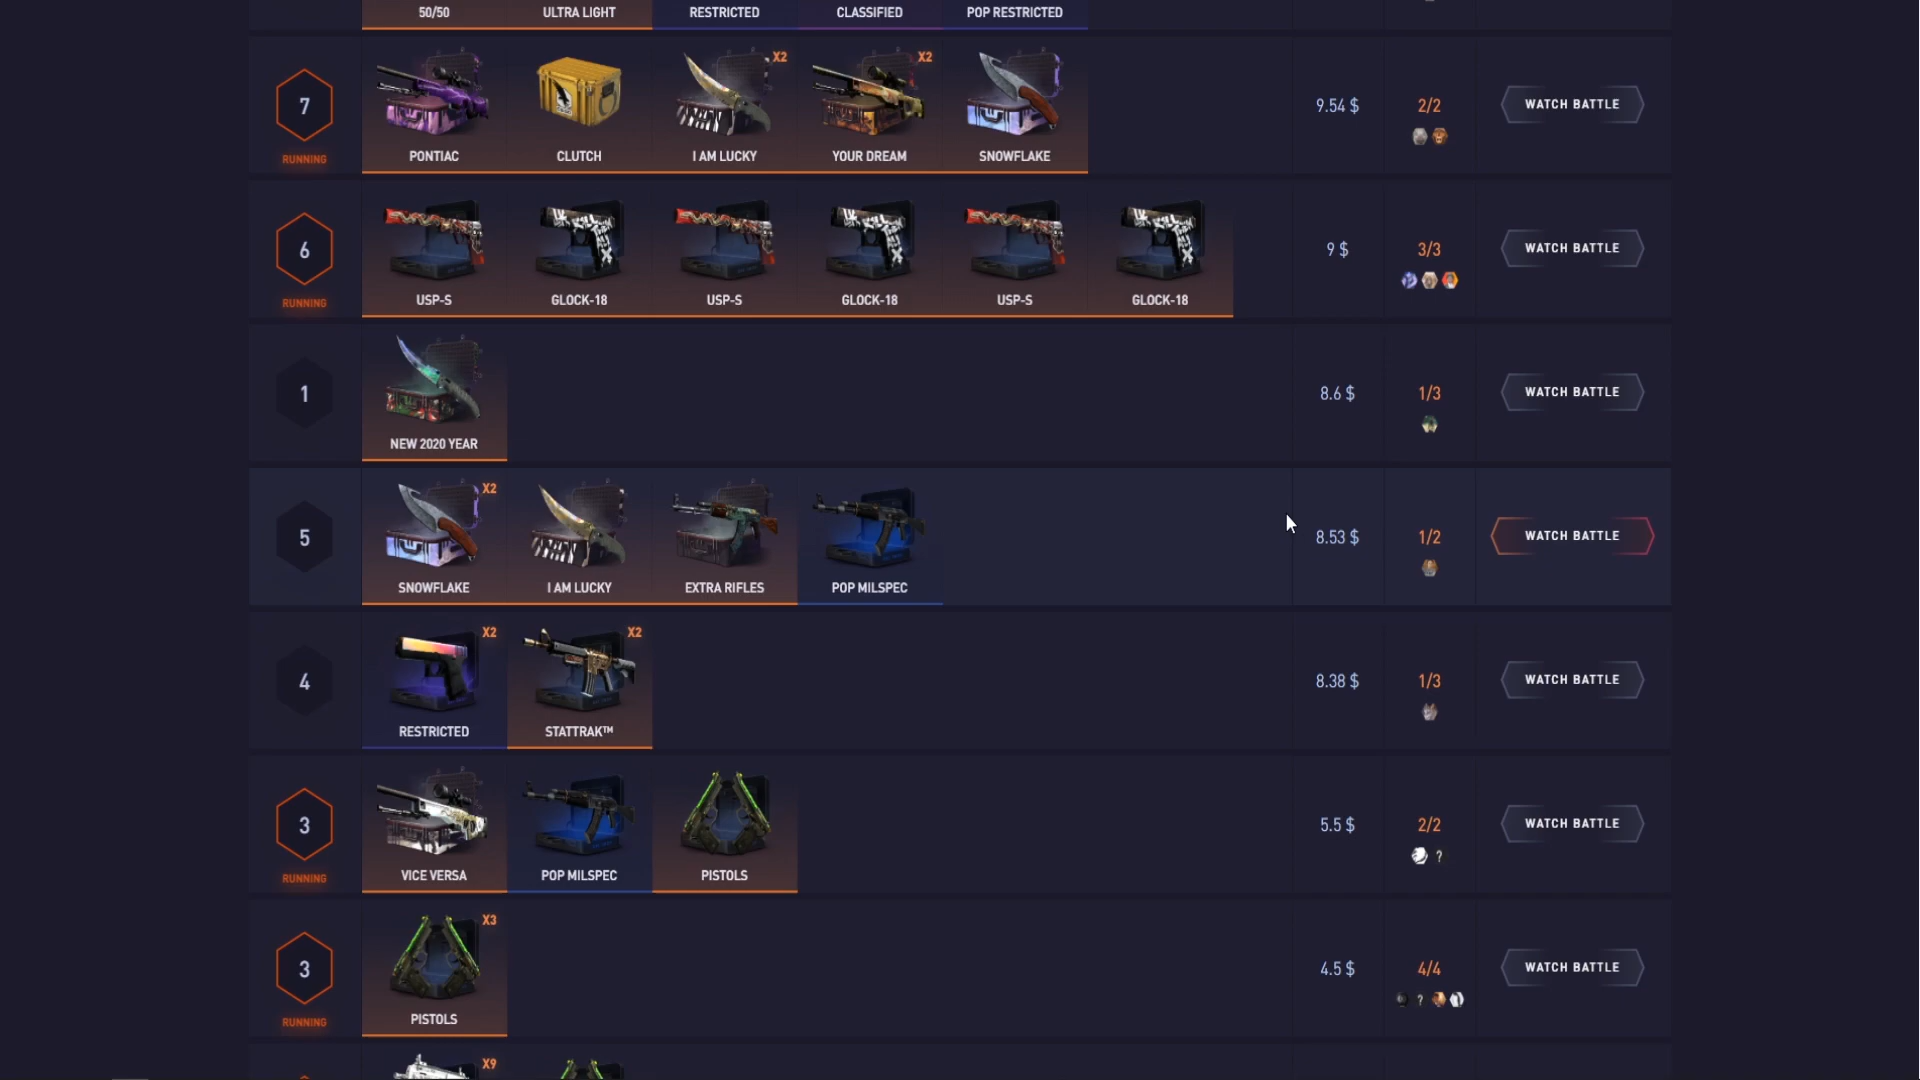 50/50 ULTRA LIGHT RESTRICTED CLASSIFIED POP RESTRICTED
7 X2 X2 9.54 $ 2/2 WATCH BATTLE
RUNNING PONTIAC CLUTCH I AM LUCKY YOUR DREAM SNOWFLAKE
6 9 $ 3/3 WATCH BATTLE
RUNNING USP-S GLOCK-18 USP-S GLOCK-18 USP-S GLOCK-18
1 8.6 $ 1/3 WATCH BATTLE
NEW 2020 YEAR
5 X2 8.53 $ 1/2 WATCH BATTLE
SNOWFLAKE I AM LUCKY EXTRA RIFLES POP MILSPEC
4 X2 X2 8.38 $ 1/3 WATCH BATTLE
RESTRICTED STATTRAK™
3 5.5 $ 2/2 WATCH BATTLE
?
RUNNING VICE VERSA POP MILSPEC PISTOLS
3 X3 4.5 $ 4/4 WATCH BATTLE
?
RUNNING PISTOLS
X9